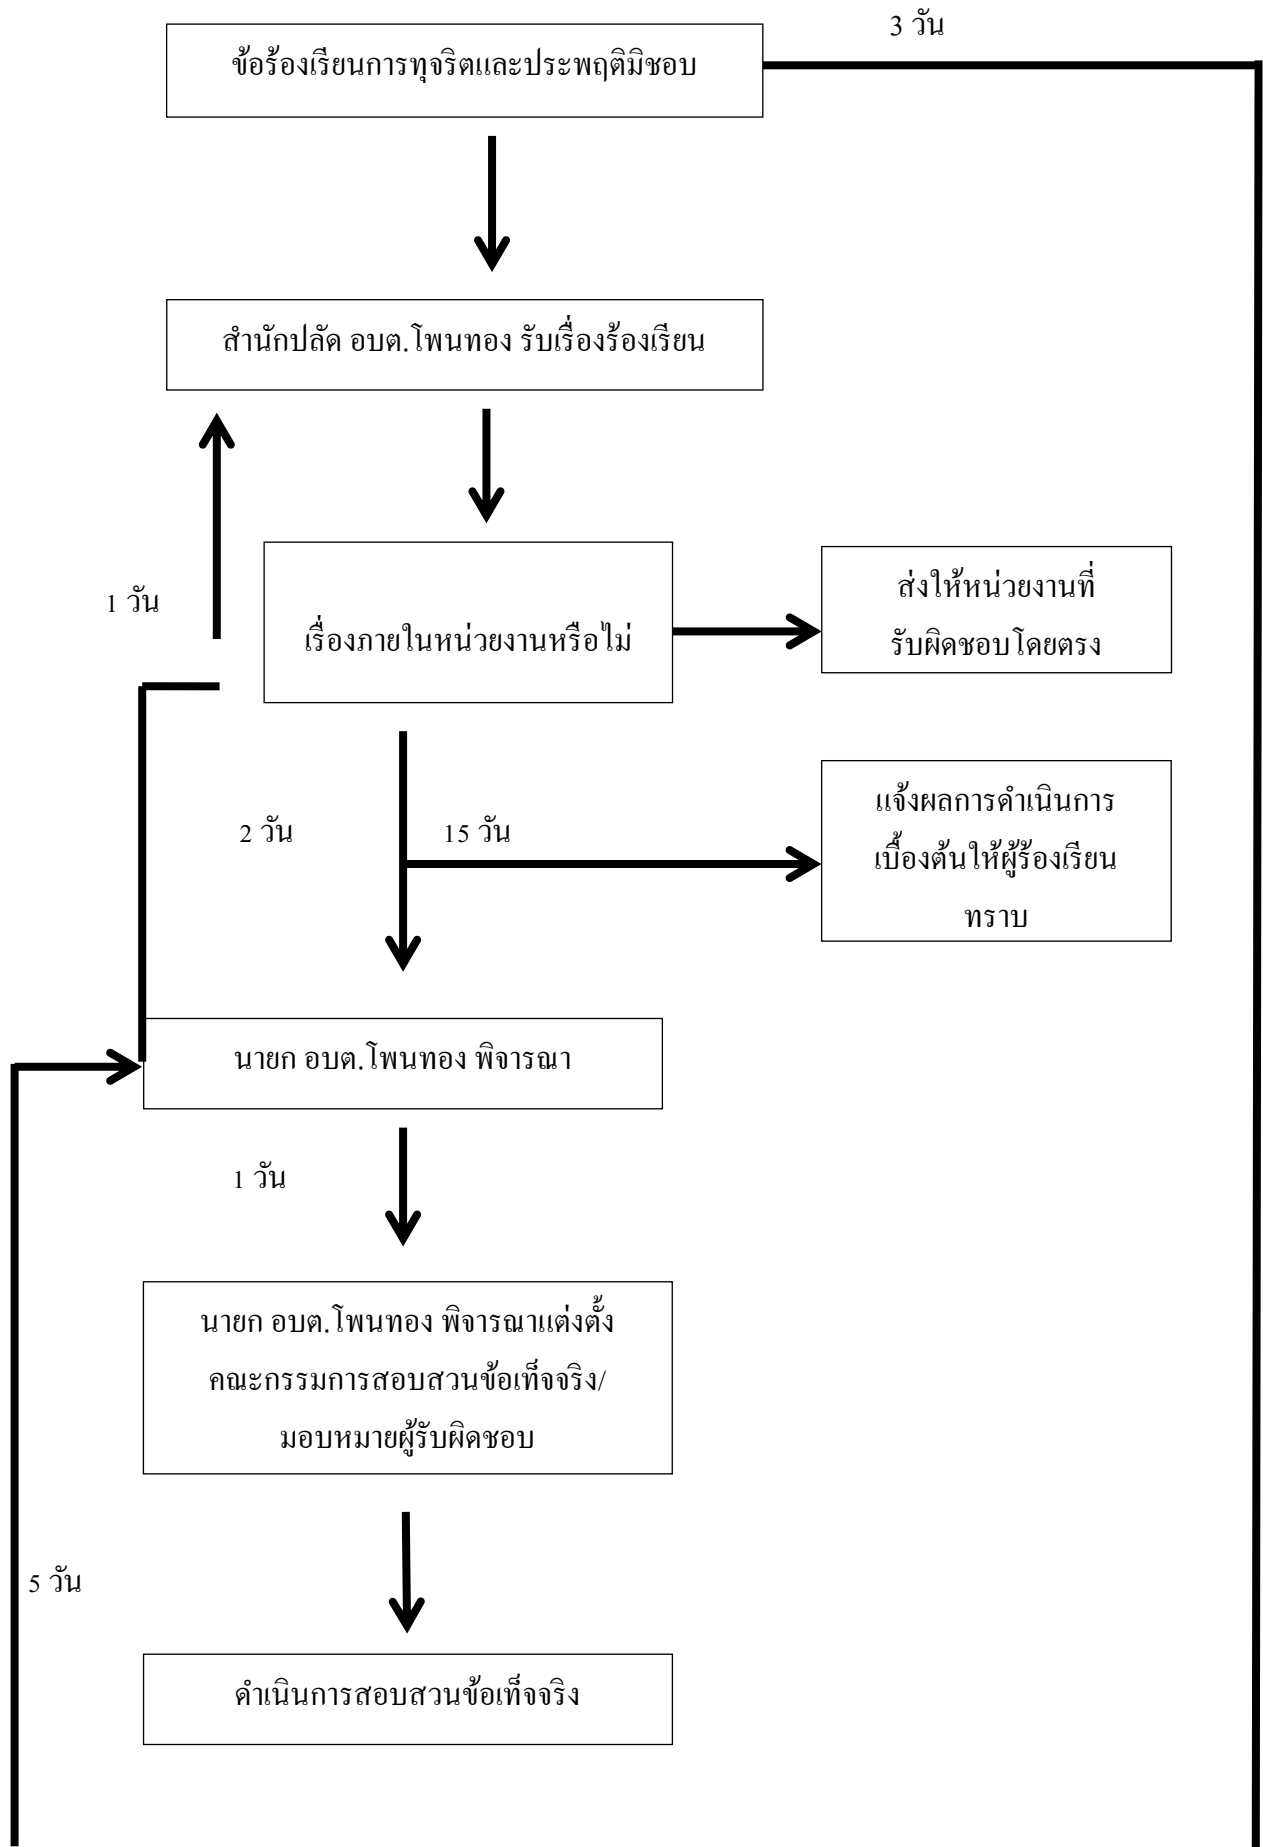 3 วัน
ข้อร้องเรียนการทุจริตและประพฤติมิชอบ
สำนักปลัด อบต.โพนทอง รับเรื่องร้องเรียน
1 วัน
เรื่องภายในหน่วยงานหรือไม่
ส่งให้หน่วยงานที่
รับผิดชอบโดยตรง
2 วัน
15 วัน
แจ้งผลการดำเนินการ
เบื้องต้นให้ผู้ร้องเรียน
ทราบ
นายก อบต.โพนทอง พิจารณา
1 วัน
นายก อบต.โพนทอง พิจารณาแต่งตั้ง
คณะกรรมการสอบสวนข้อเท็จจริง/
มอบหมายผู้รับผิดชอบ
5 วัน
ดำเนินการสอบสวนข้อเท็จจริง